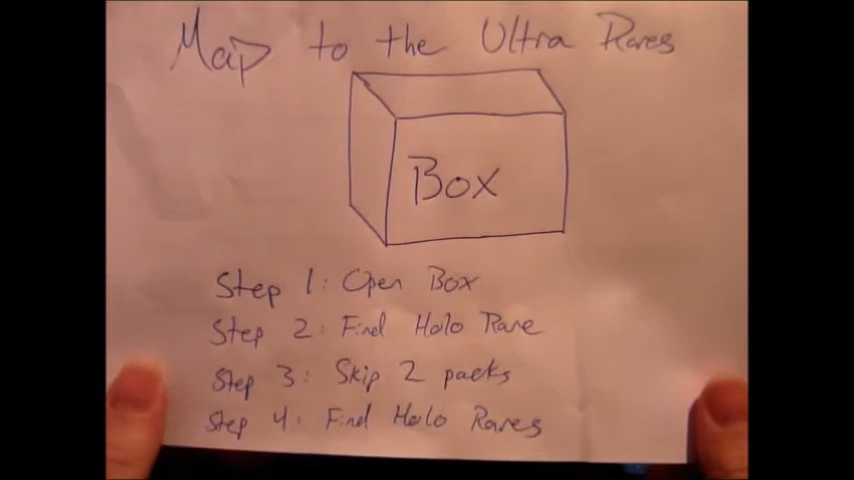 Map to the Ultra Rares
Box
Step 1: Open Box
Step 2: Find Holo Rare
Step 3: Skip 2 packs
Step 4: Find Holo Rares